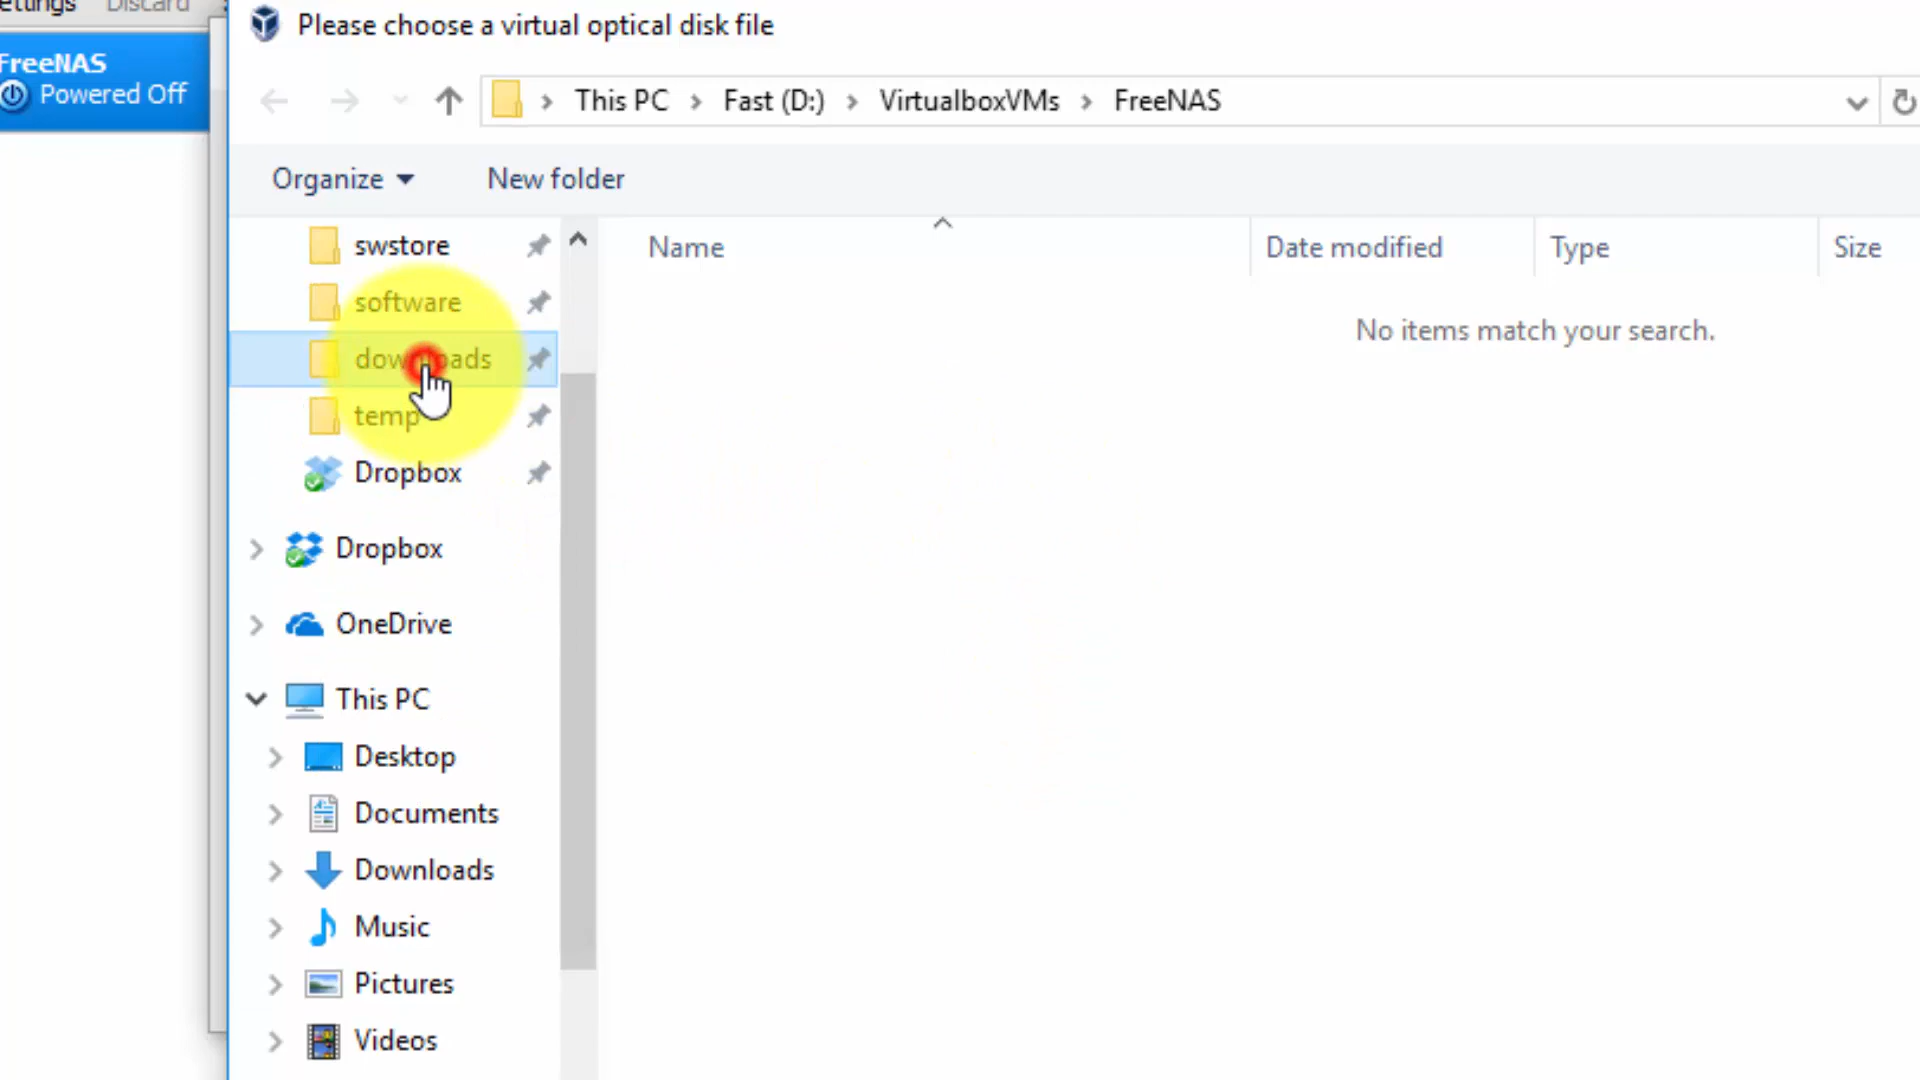 ettings Discard
Please choose a virtual optical disk file
FreeNAS
Powered Off
This PC > Fast (D:) > VirtualboxVMs > FreeNAS
Organize New folder
Name Date modified Type Size
No items match your search.
swstore
software
downloads
temp
Dropbox
Dropbox
OneDrive
This PC
Desktop
Documents
Downloads
Music
Pictures
Videos